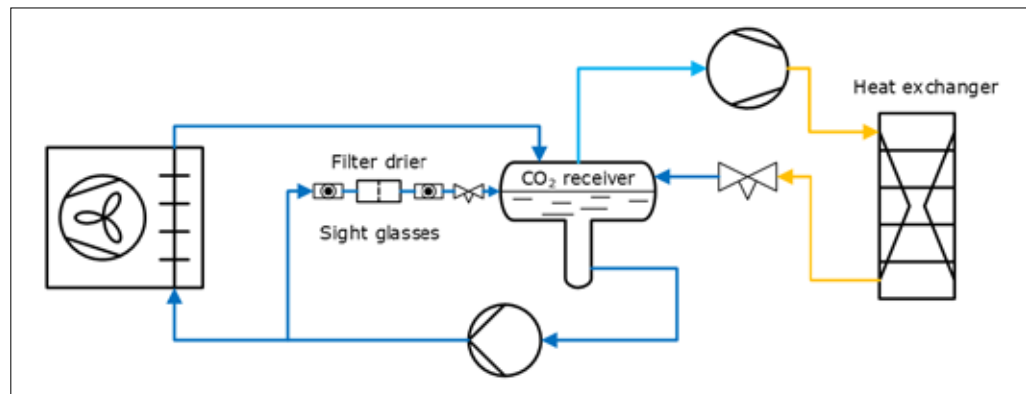 Heat exchanger
Filter drier
CO₂ receiver
Sight glasses